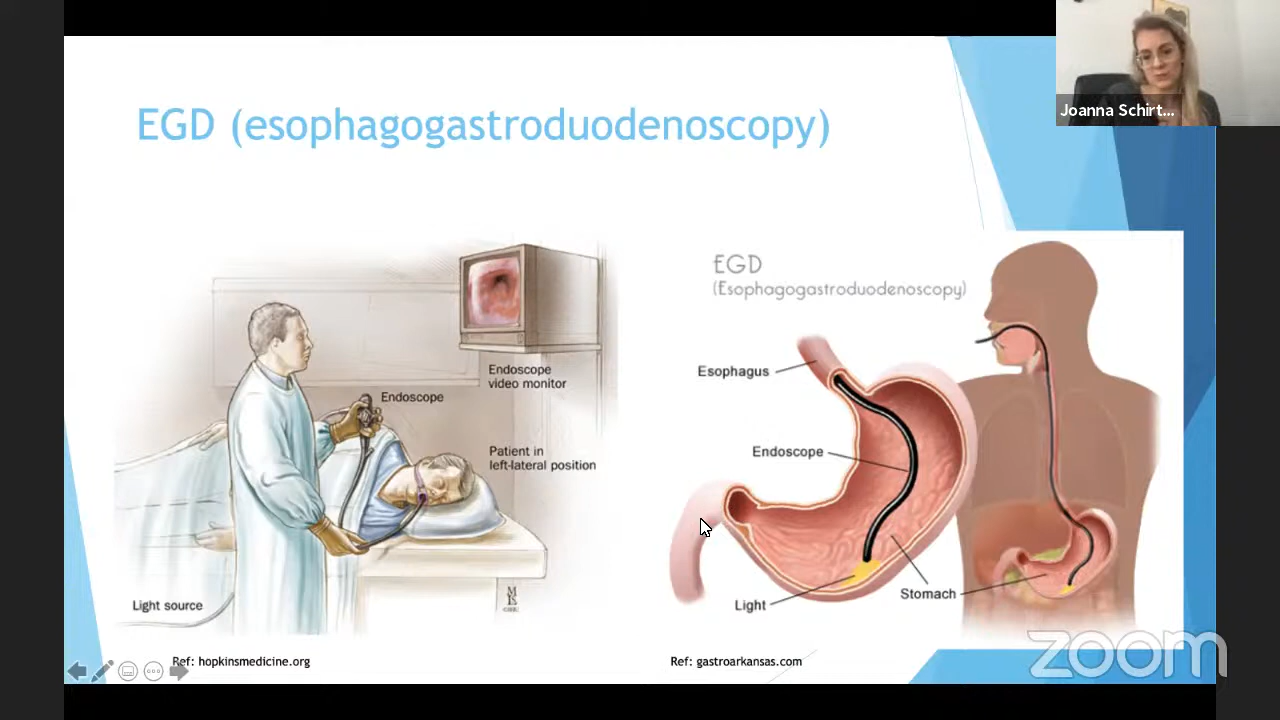 Joanna Schirt...
EGD (esophagogastroduodenoscopy)
Endoscope
video monitor
Endoscope
Patient in
left-lateral position
Light source
EGD
(Esophagogastroduodenoscopy)
Esophagus
Endoscope
Stomach
Light
Ref: hopkinsmedicine.org
Ref: gastroarkansas.com
zoom